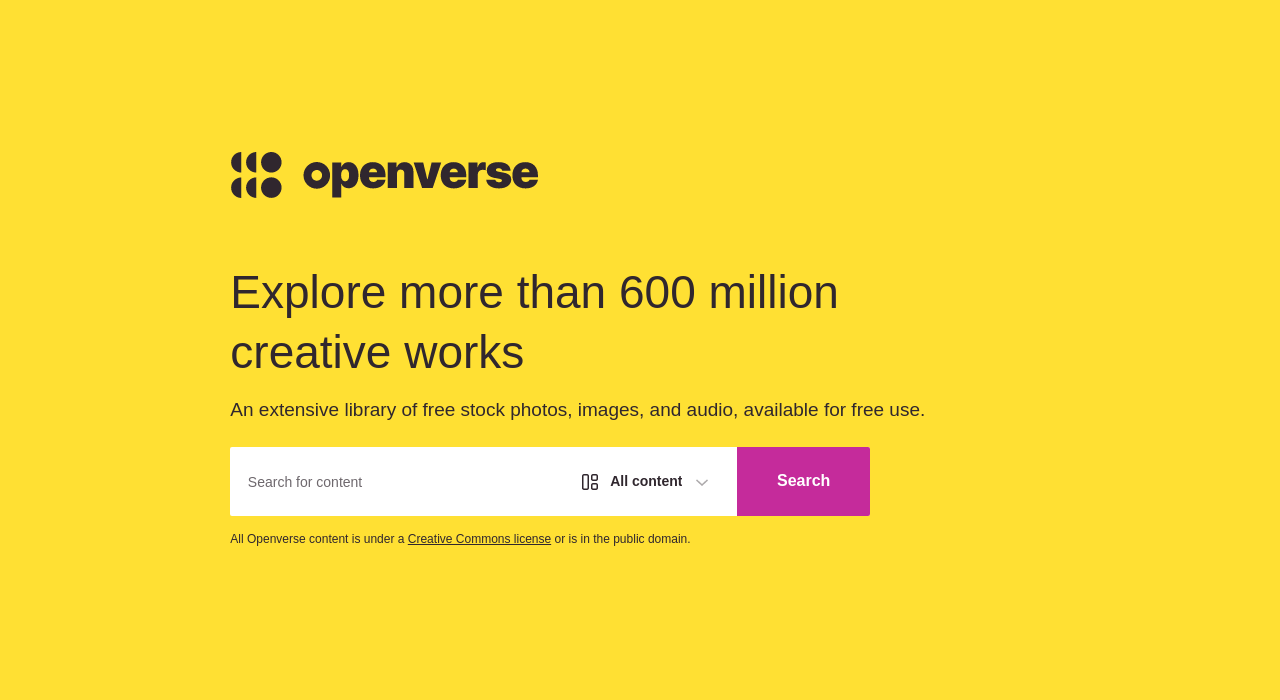 openverse
Explore more than 600 million
creative works
An extensive library of free stock photos, images, and audio, available for free use.
Search for content
All content
Search
All Openverse content is under a Creative Commons license or is in the public domain.